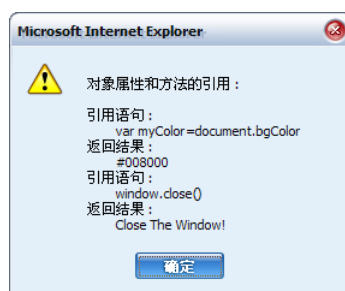 Microsoft Internet Explorer
对象属性和方法的引用：
引用语句：
var myColor=document.bgColor
返回结果：
#008000
引用语句：
window.close()
返回结果：
Close The Window!
确定